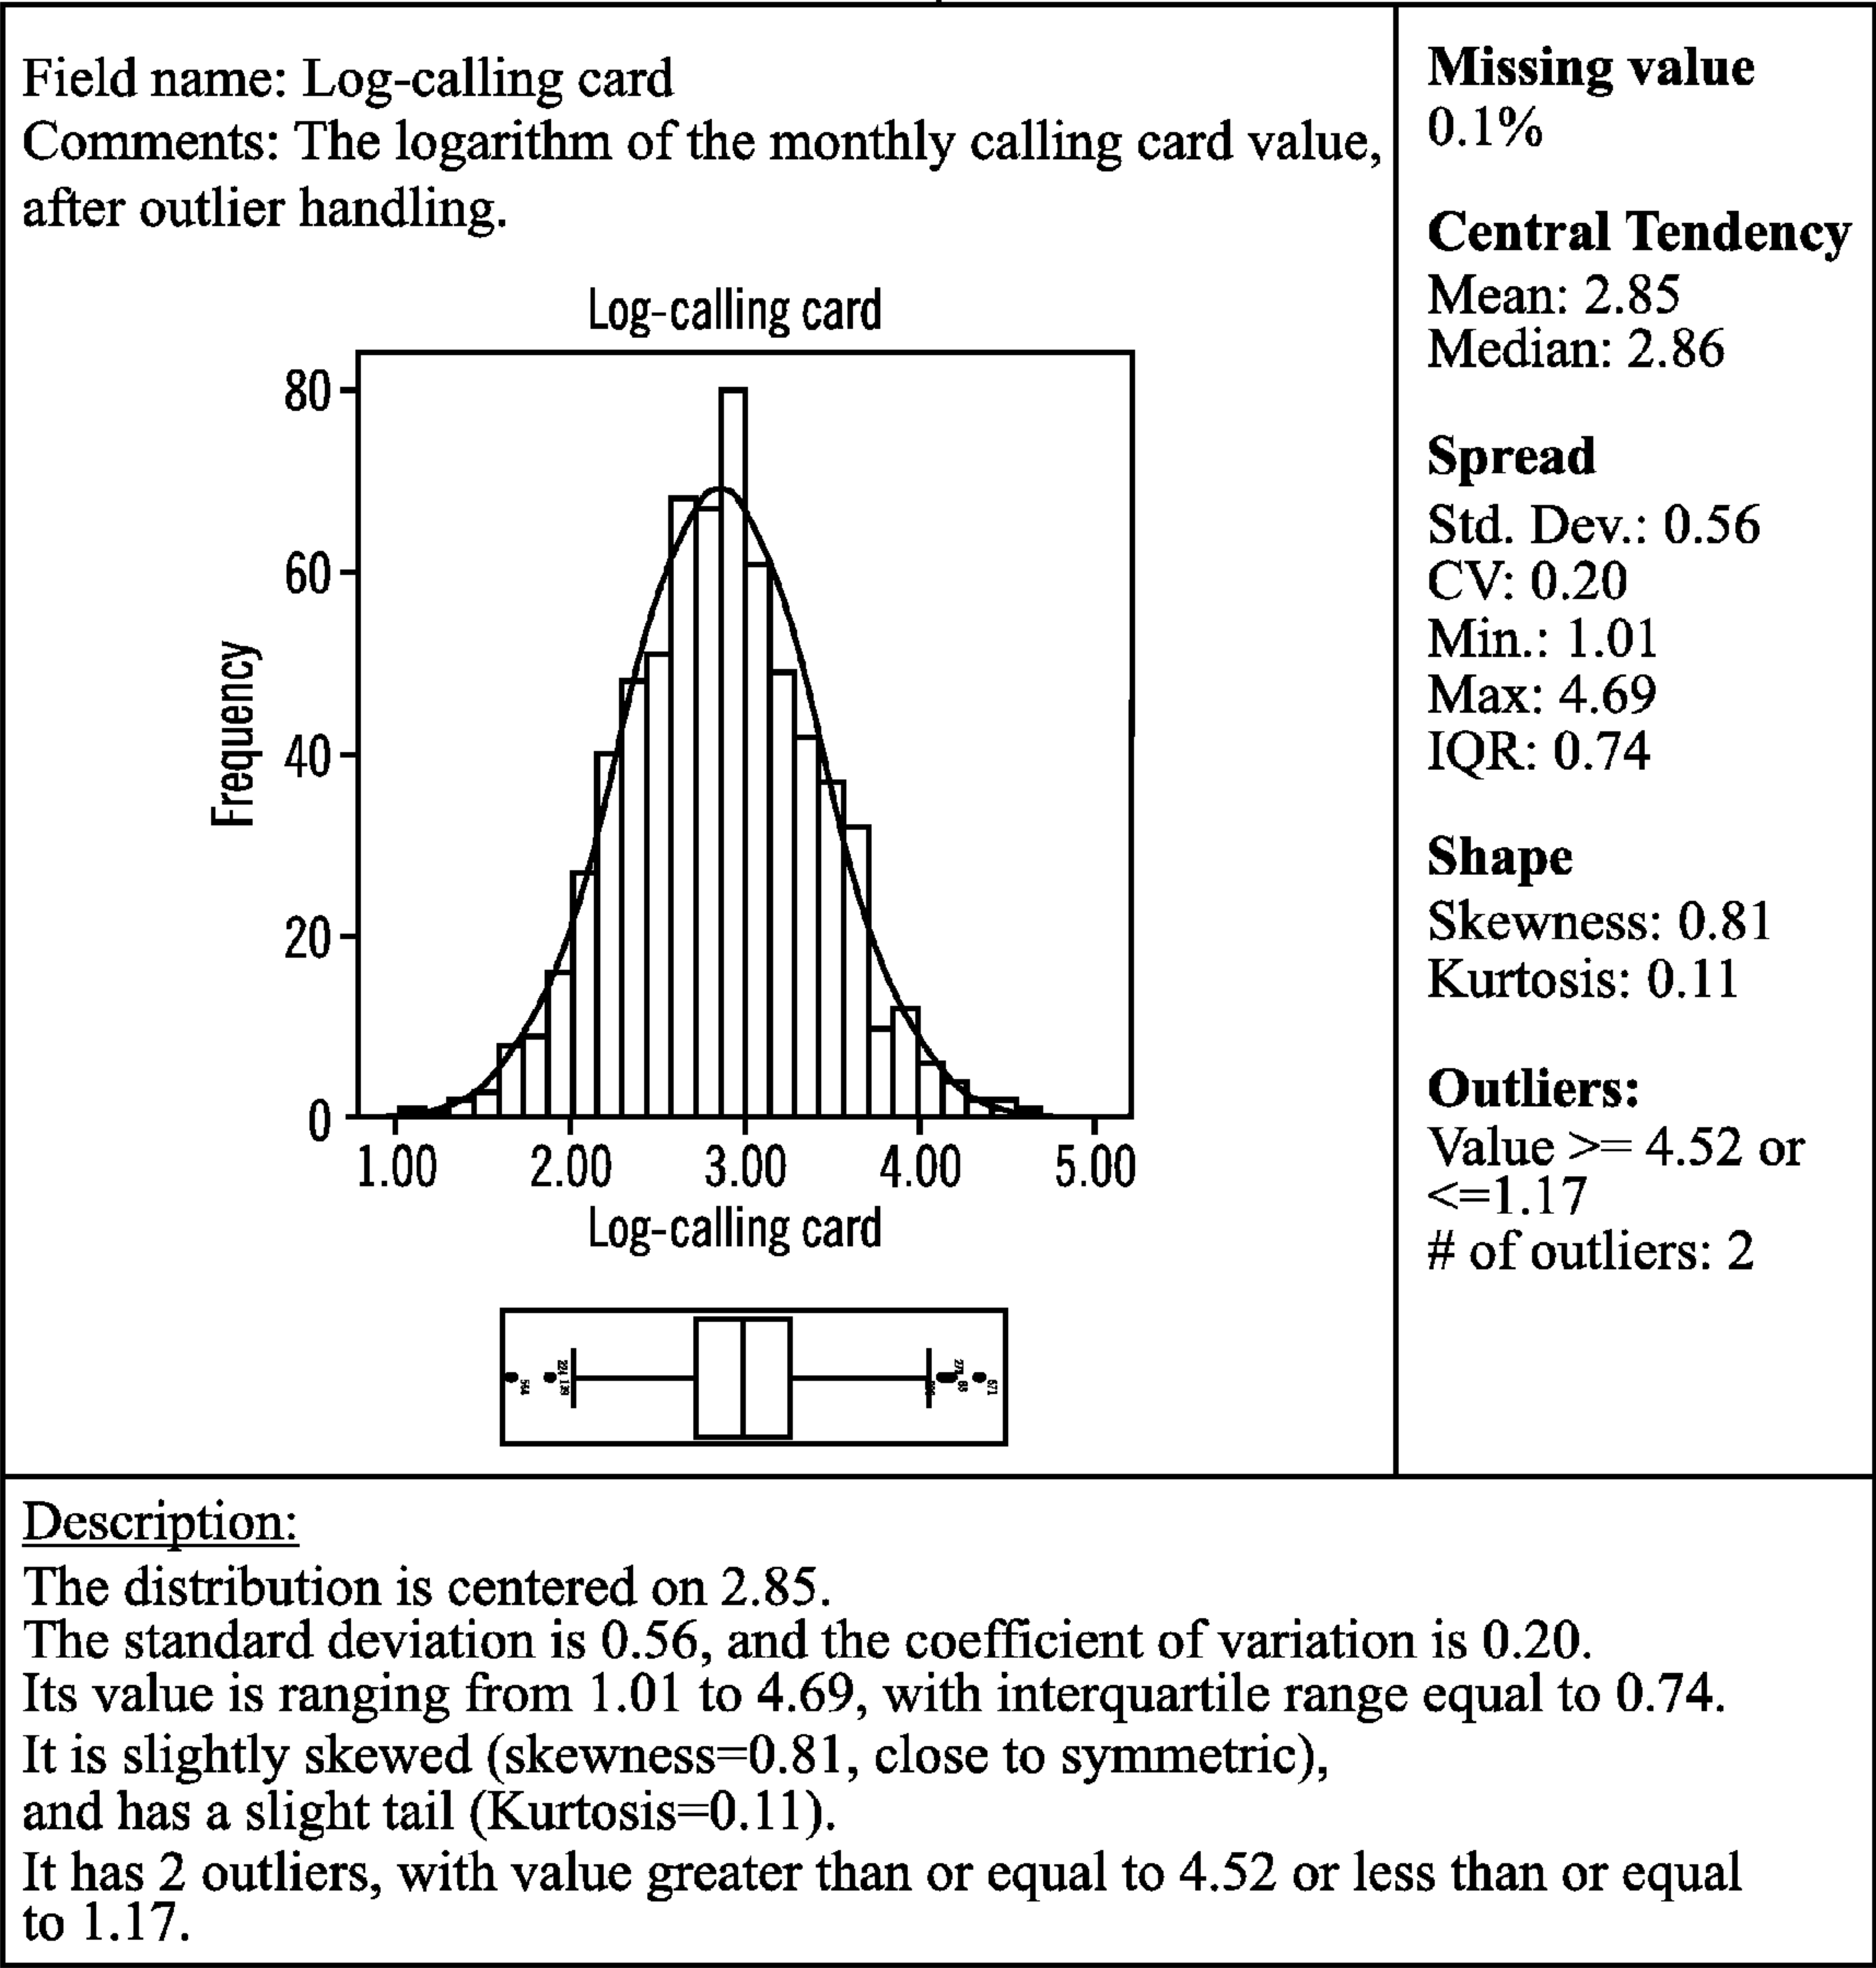 Field name: Log-calling card
Comments: The logarithm of the monthly calling card value,
after outlier handling.
Log-calling card
80
60
40
20
0
Frequency
1.00 2.00 3.00 4.00 5.00
Log-calling card
564
139
571
Missing value
0.1%
Central Tendency
Mean: 2.85
Median: 2.86
Spread
Std. Dev.: 0.56
CV: 0.20
Min.: 1.01
Max: 4.69
IQR: 0.74
Shape
Skewness: 0.81
Kurtosis: 0.11
Outliers:
Value >= 4.52 or
<=1.17
# of outliers: 2
Description:
The distribution is centered on 2.85.
The standard deviation is 0.56, and the coefficient of variation is 0.20.
Its value is ranging from 1.01 to 4.69, with interquartile range equal to 0.74.
It is slightly skewed (skewness=0.81, close to symmetric),
and has a slight tail (Kurtosis=0.11).
It has 2 outliers, with value greater than or equal to 4.52 or less than or equal
to 1.17.